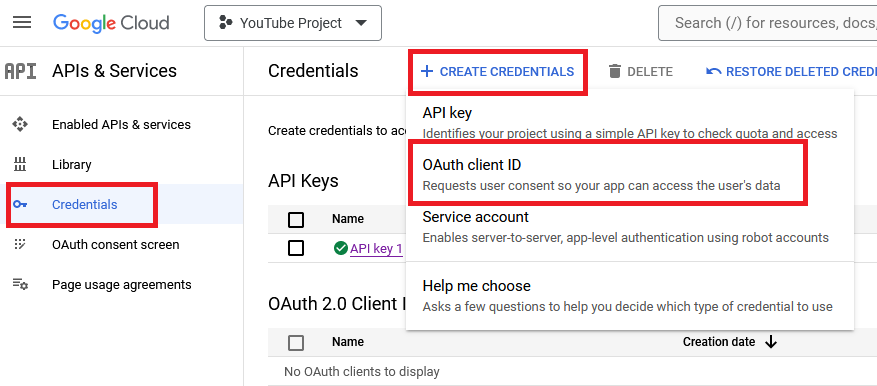 Google Cloud
YouTube Project
Search (/) for resources, docs,
API
APIs & Services
Enabled APIs & services
Library
Credentials
OAuth consent screen
Page usage agreements
Credentials
+ CREATE CREDENTIALS
DELETE
RESTORE DELETED CRED
Create credentials to acc
API key
Identifies your project using a simple API key to check quota and access
OAuth client ID
Requests user consent so your app can access the user's data
Service account
Enables server-to-server, app-level authentication using robot accounts
Help me choose
Asks a few questions to help you decide which type of credential to use
API Keys
Name
API key 1
OAuth 2.0 Client I
Name
Creation date
No OAuth clients to display